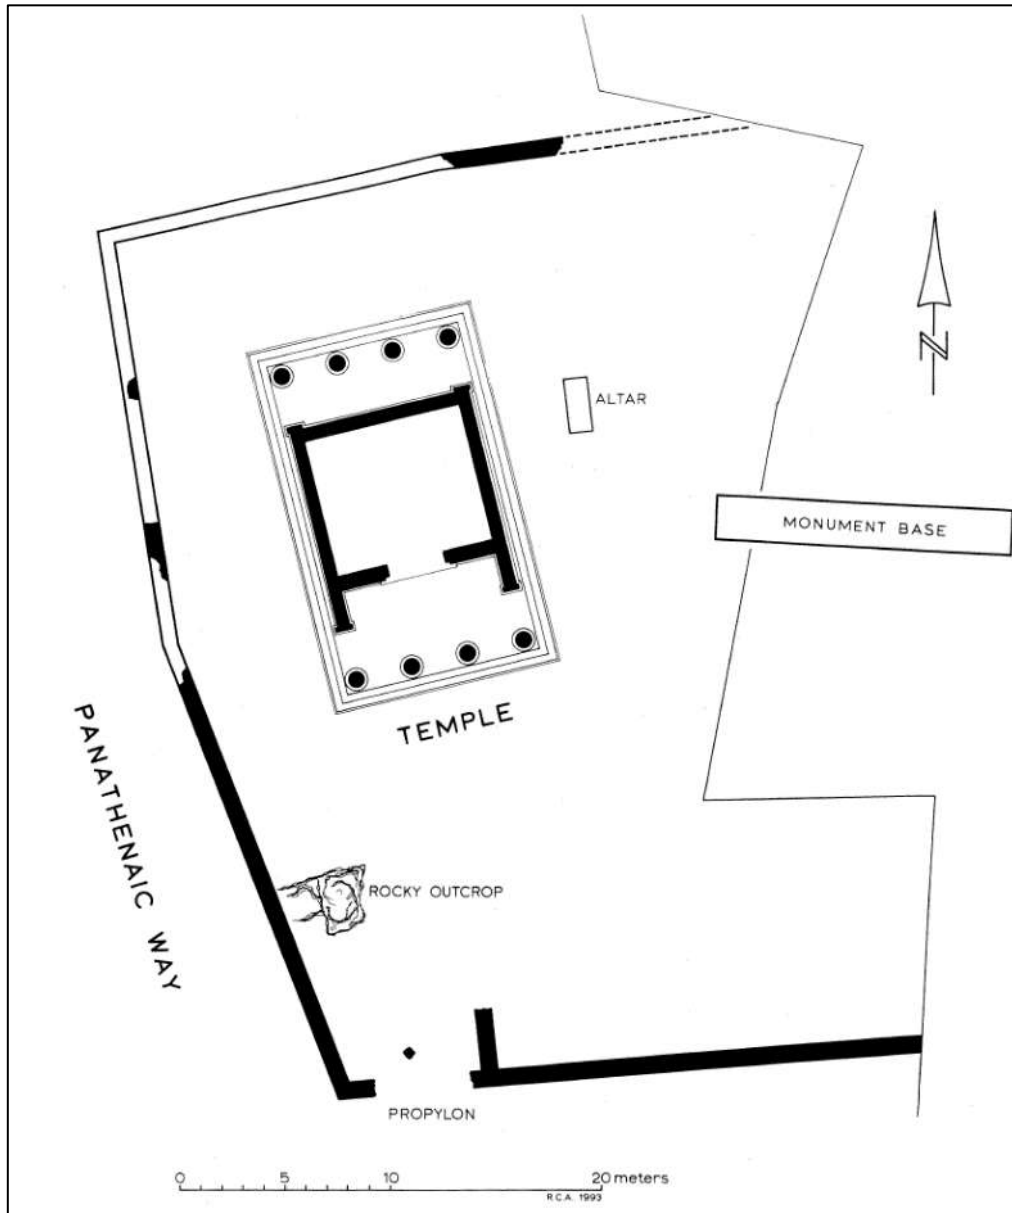 N
ALTAR
MONUMENT BASE
TEMPLE
PANATHENAIC WAY
ROCKY OUTCROP
PROPYLON
0 5 10 20 meters
R.C.A. 1993